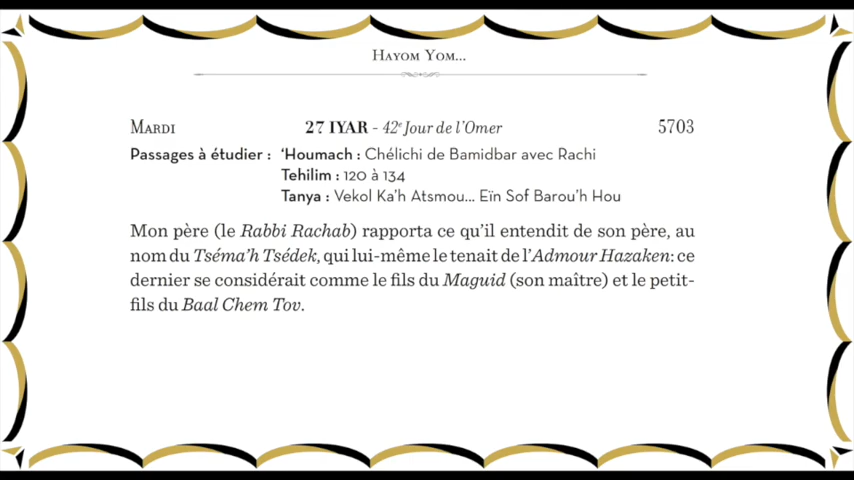 Hayom Yom...
Mardi 27 IYAR - 42e Jour de l'Omer 5703
Passages à étudier : ‘Houmach : Chélichi de Bamidbar avec Rachi
Tehilim : 120 à 134
Tanya : Vekol Ka’h Atsmou... Eïn Sof Barou’h Hou
Mon père (le Rabbi Rachab) rapporta ce qu’il entendit de son père, au
nom du Tséma’h Tsédek, qui lui-même le tenait de l’Admour Hazaken: ce
dernier se considérait comme le fils du Maguid (son maître) et le petit-
fils du Baal Chem Tov.